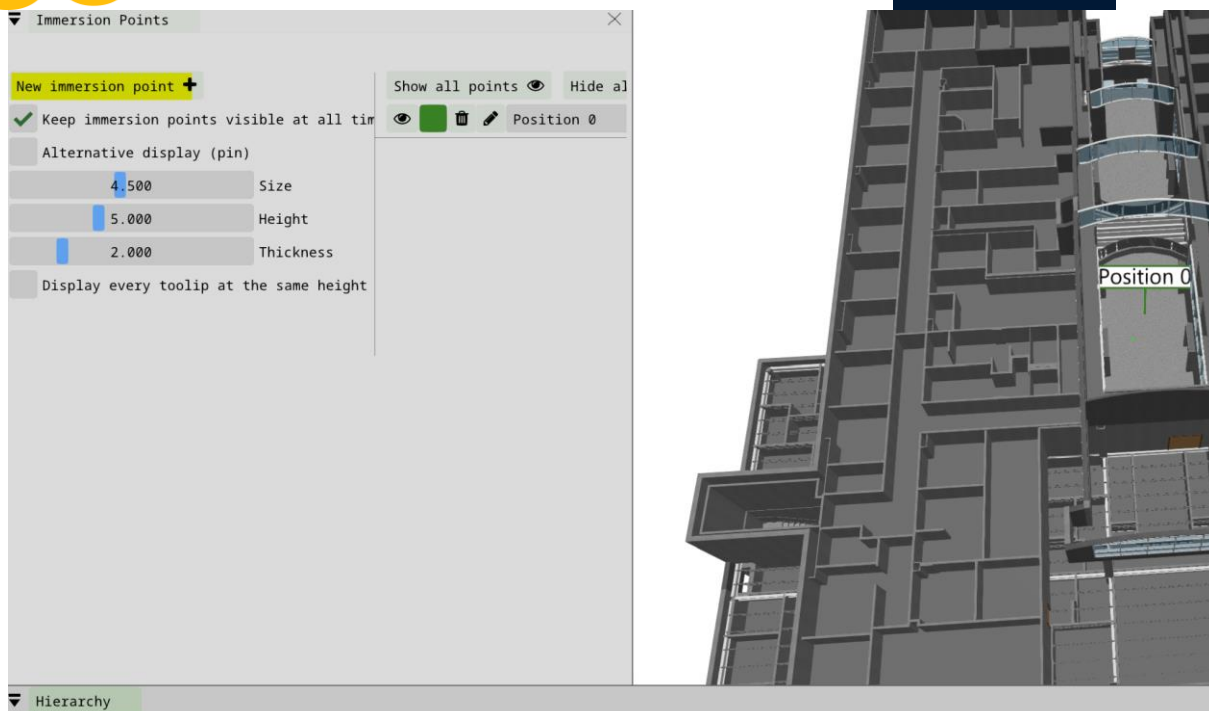 Immersion Points
New immersion point
Keep immersion points visible at all tim
Alternative display (pin)
4.500 Size
5.000 Height
2.000 Thickness
Display every toolip at the same height
Show all points Hide al
Position 0
Position 0
Hierarchy